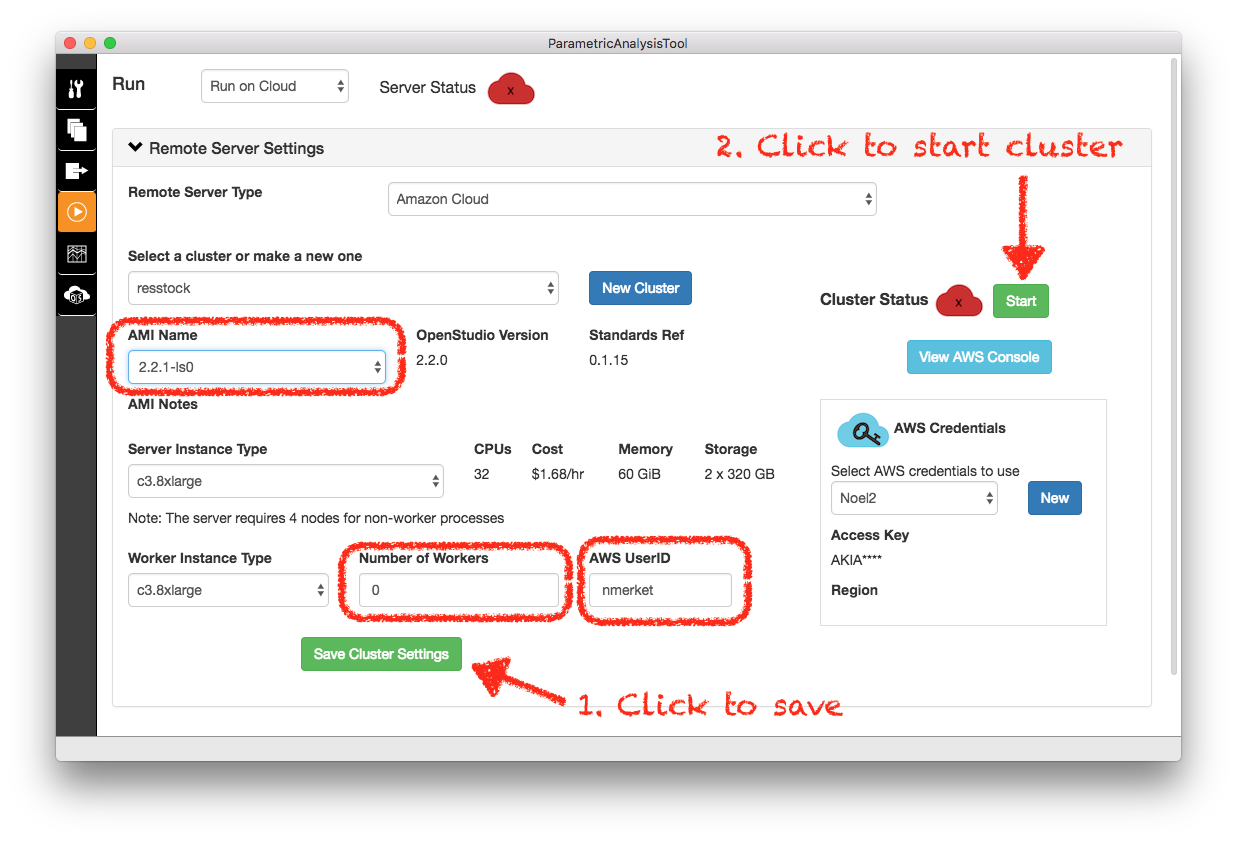 ParametricAnalysisTool
Run
Run on Cloud
Server Status
x
Remote Server Settings
2. Click to start cluster
Remote Server Type
Amazon Cloud
Select a cluster or make a new one
resstock
New Cluster
Cluster Status
x
Start
AMI Name
OpenStudio Version
Standards Ref
2.2.1-ls0
2.2.0
0.1.15
View AWS Console
AMI Notes
AWS Credentials
Server Instance Type
CPUs
Cost
Memory
Storage
c3.8xlarge
32
$1.68/hr
60 GiB
2 x 320 GB
Select AWS credentials to use
Noel2
New
Note: The server requires 4 nodes for non-worker processes
Access Key
AKIA****
Region
Worker Instance Type
Number of Workers
AWS UserID
c3.8xlarge
0
nmerket
Save Cluster Settings
1. Click to save